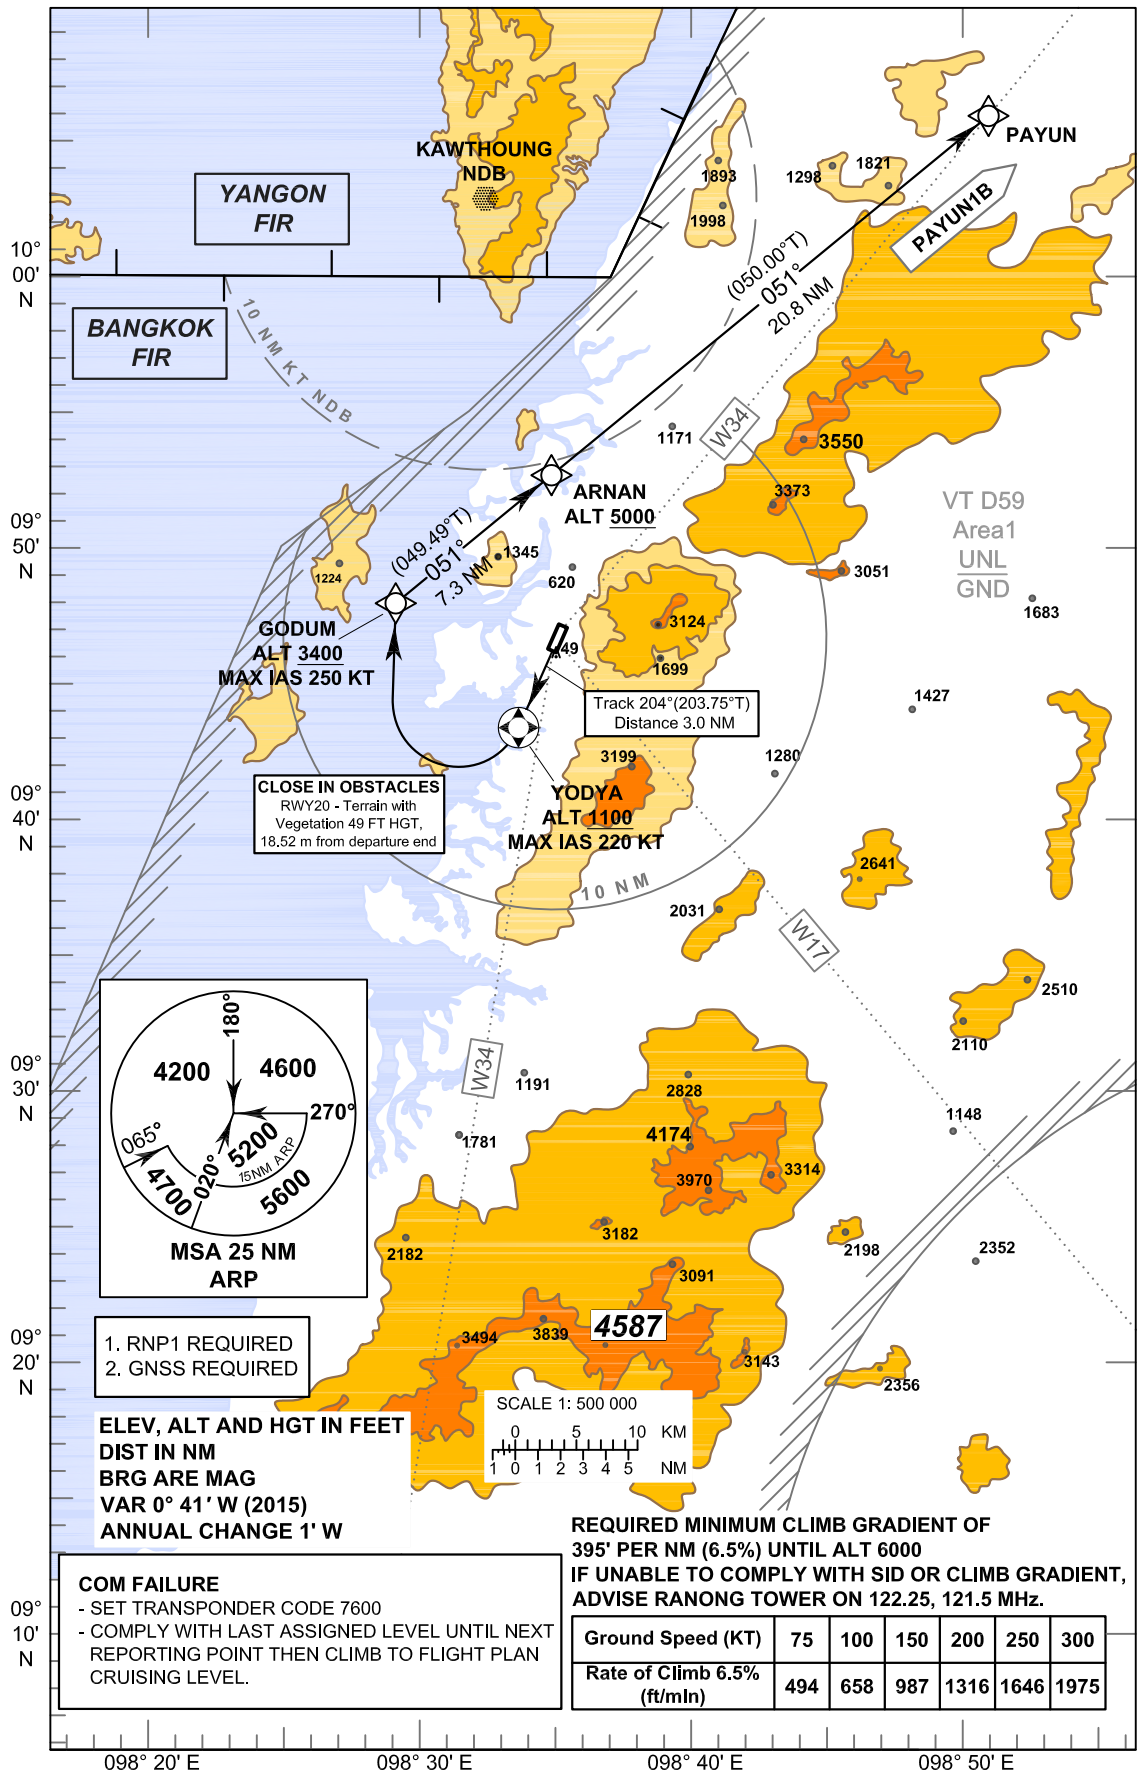 KAWTHOUNG
NDB
PAYUN
1893
1298
1821
1998
YANGON
FIR
PAYUN1B
10°
00'
N
(050.00°T)
051°
20.8 NM
BANGKOK
FIR
10 NM KT NDB
1171
W34
3550
3373
ARNAN
ALT 5000
VT D59
Area1
UNL
GND
09°
50'
N
(049.49°T)
051°
7.3 NM
1345
1224
620
3051
1683
GODUM
ALT 3400
MAX IAS 250 KT
3124
49
1699
Track 204°(203.75°T)
Distance 3.0 NM
1427
3199
1280
CLOSE IN OBSTACLES
RWY20 - Terrain with
Vegetation 49 FT HGT,
18.52 m from departure end
YODYA
ALT 1100
MAX IAS 220 KT
09°
40'
N
10 NM
2641
2031
W17
2510
2110
180°
4200
4600
270°
065°
020°
5200
15NM ARP
4700
5600
MSA 25 NM
ARP
09°
30'
N
W34
1191
2828
1148
1781
4174
3970
3314
2182
3182
2198
2352
3091
4587
3494
3839
3143
2356
09°
20'
N
1. RNP1 REQUIRED
2. GNSS REQUIRED
SCALE 1: 500 000
0 5 10 KM
1 0 1 2 3 4 5 NM
ELEV, ALT AND HGT IN FEET
DIST IN NM
BRG ARE MAG
VAR 0° 41' W (2015)
ANNUAL CHANGE 1' W
REQUIRED MINIMUM CLIMB GRADIENT OF
395' PER NM (6.5%) UNTIL ALT 6000
IF UNABLE TO COMPLY WITH SID OR CLIMB GRADIENT,
ADVISE RANONG TOWER ON 122.25, 121.5 MHz.
COM FAILURE
- SET TRANSPONDER CODE 7600
- COMPLY WITH LAST ASSIGNED LEVEL UNTIL NEXT
REPORTING POINT THEN CLIMB TO FLIGHT PLAN
CRUISING LEVEL.
09°
10'
N
Ground Speed (KT) 75 100 150 200 250 300
Rate of Climb 6.5%
(ft/mln) 494 658 987 1316 1646 1975
098° 20' E 098° 30' E 098° 40' E 098° 50' E